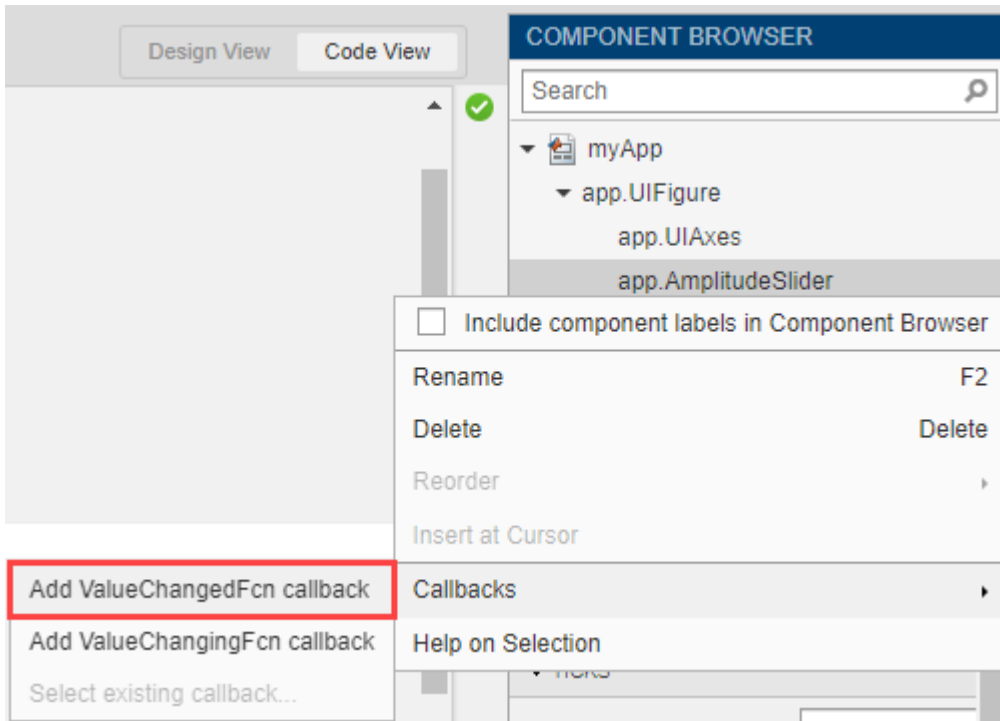 Design View
Code View
COMPONENT BROWSER
Search
myApp
app.UIFigure
app.UIAxes
app.AmplitudeSlider
Include component labels in Component Browser
Rename F2
Delete Delete
Reorder
Insert at Cursor
Callbacks
Help on Selection
Add ValueChangedFcn callback
Add ValueChangingFcn callback
Select existing callback...